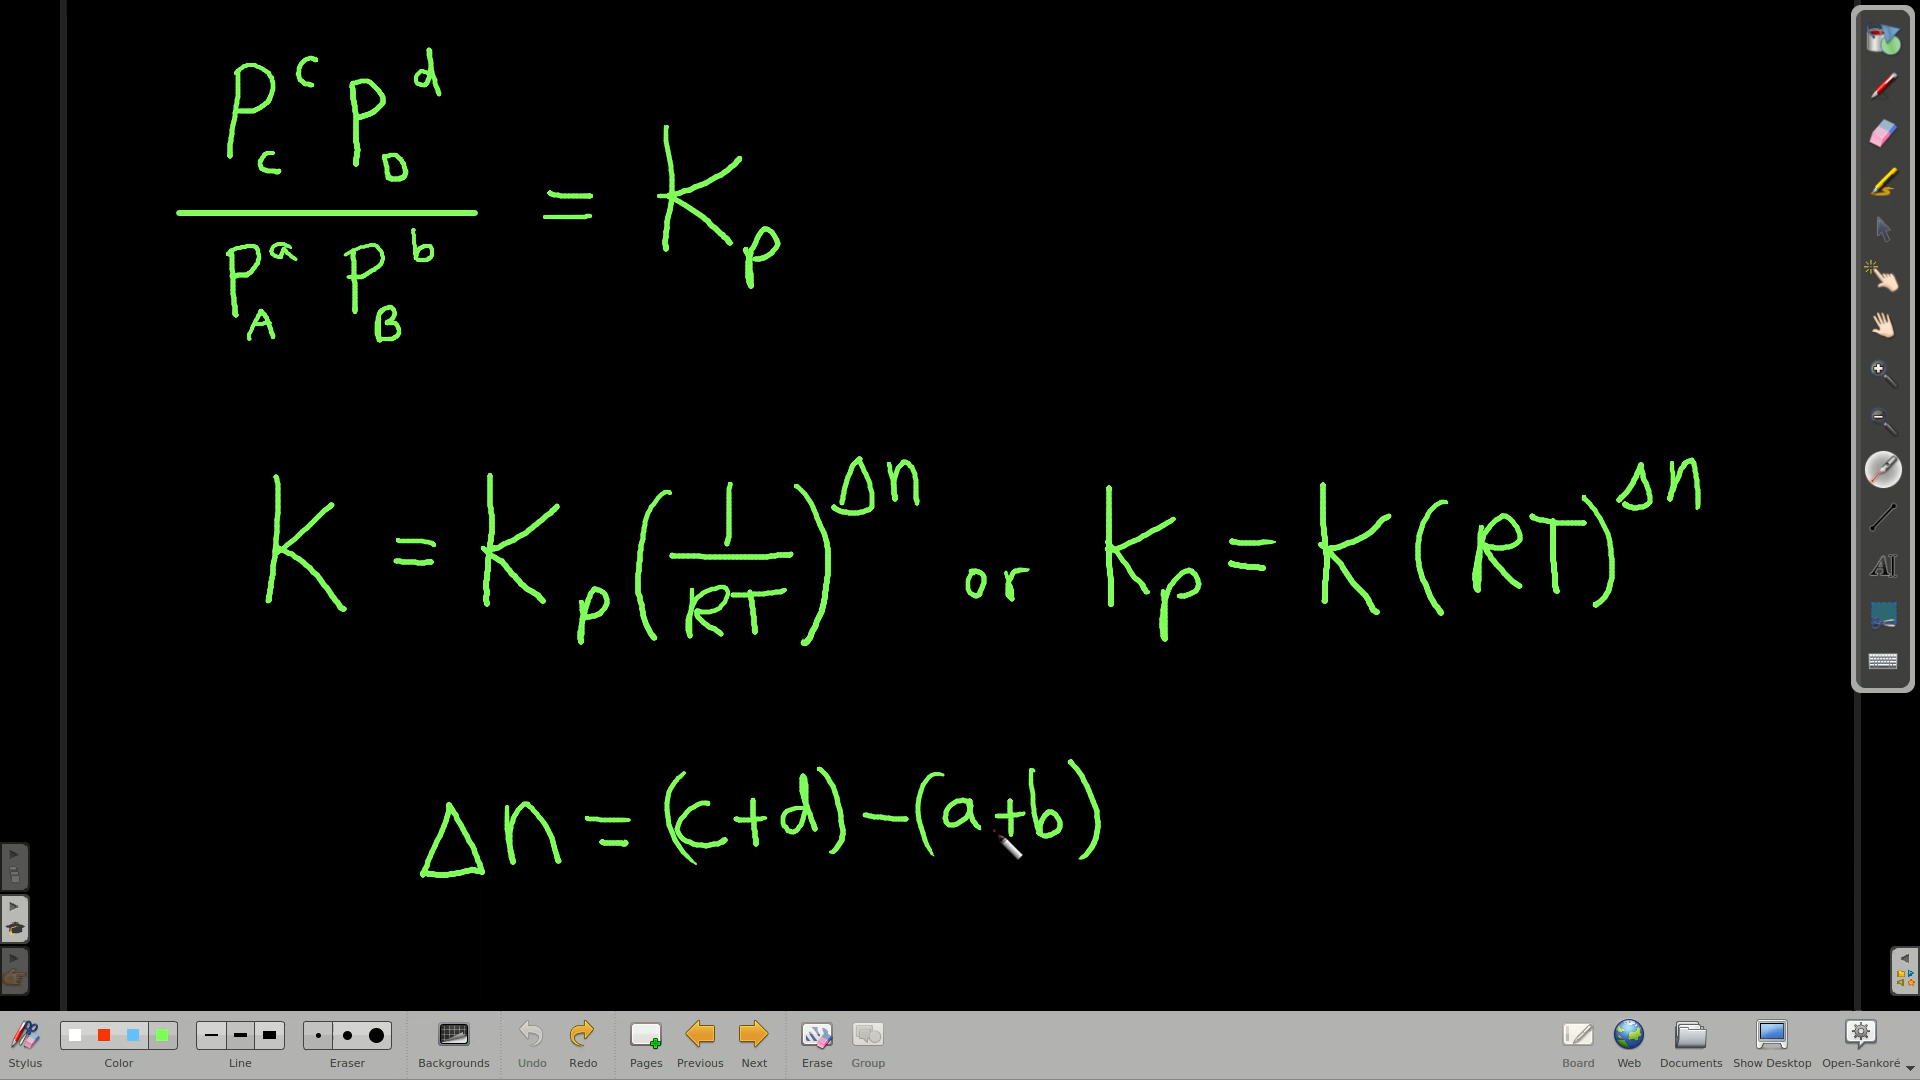 P_C^c P_D^d / P_A^a P_B^b = K_p
K = K_p (1/RT)^Δn or K_p = K(RT)^Δn
Δn = (c+d)-(a+b)
AI
Stylus Color Line Eraser Backgrounds Undo Redo Pages Previous Next Erase Group Board Web Documents Show Desktop Open-Sankoré